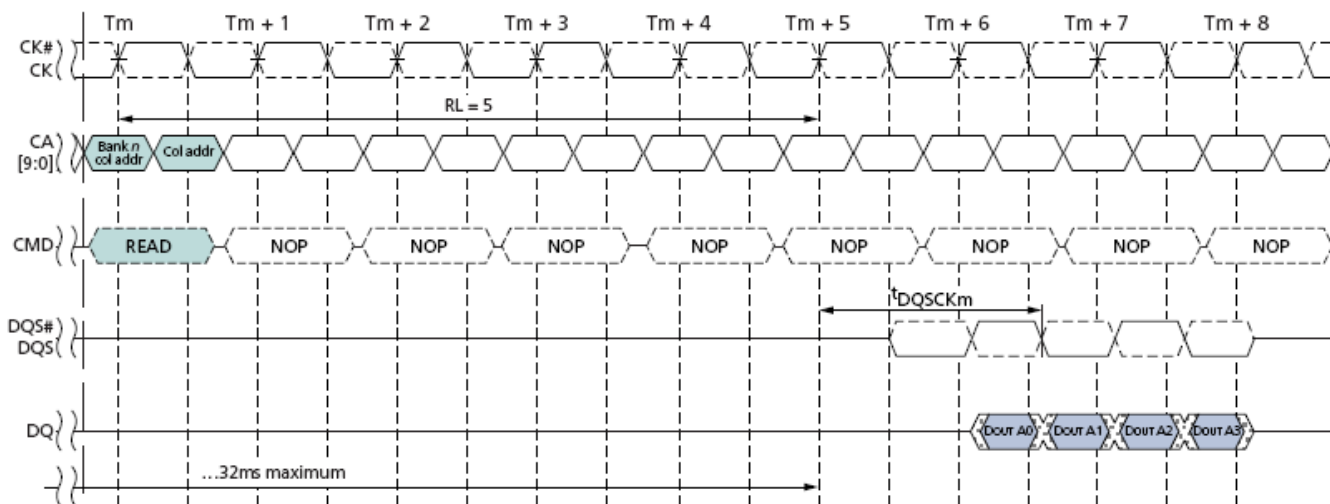 Tm Tm + 1 Tm + 2 Tm + 3 Tm + 4 Tm + 5 Tm + 6 Tm + 7 Tm + 8
CK#
CK
RL = 5
CA
[9:0]
Bank n
col addr
Col addr
CMD READ NOP NOP NOP NOP NOP NOP NOP NOP
tDQSCKm
DQS#
DQS
DQ DOUT A0 DOUT A1 DOUT A2 DOUT A3
...32ms maximum